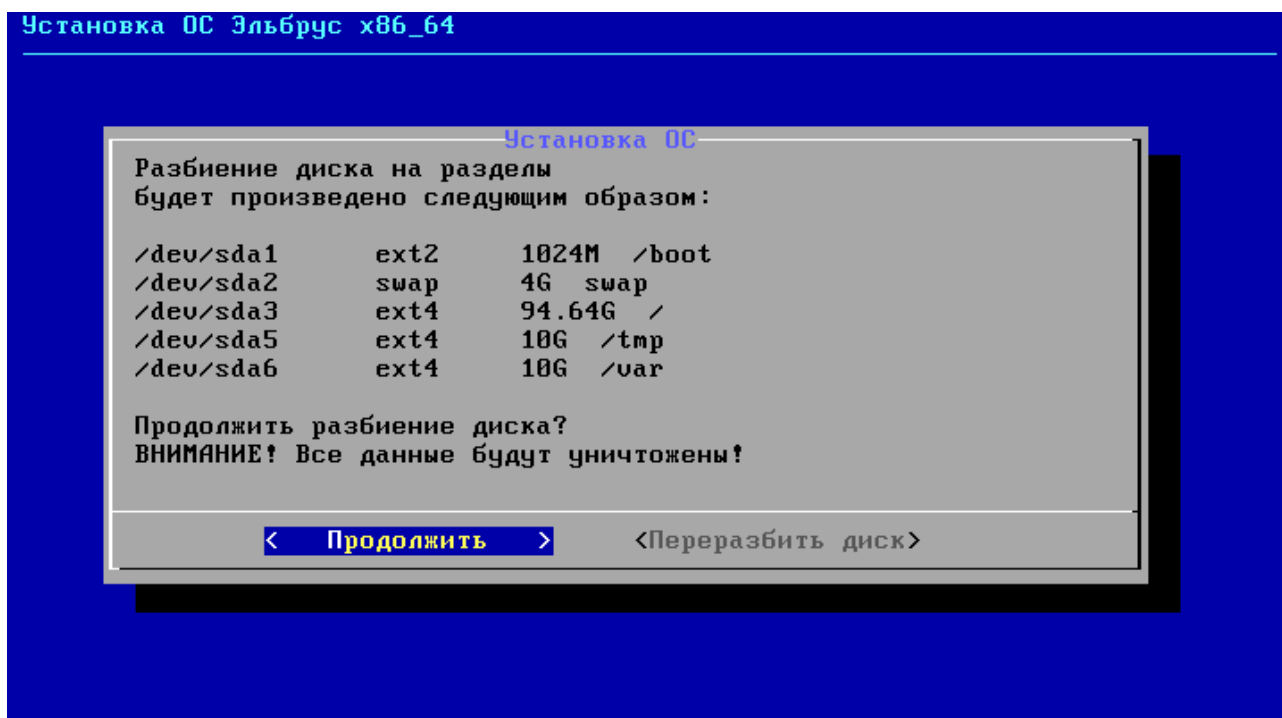 Установка ОС Эльбрус x86_64
Установка ОС
Разбиение диска на разделы
будет произведено следующим образом:
/dev/sda1 ext2 1024M /boot
/dev/sda2 swap 4G swap
/dev/sda3 ext4 94.64G /
/dev/sda5 ext4 10G /tmp
/dev/sda6 ext4 10G /var
Продолжить разбиение диска?
ВНИМАНИЕ! Все данные будут уничтожены!
< Продолжить > <Переразбить диск>